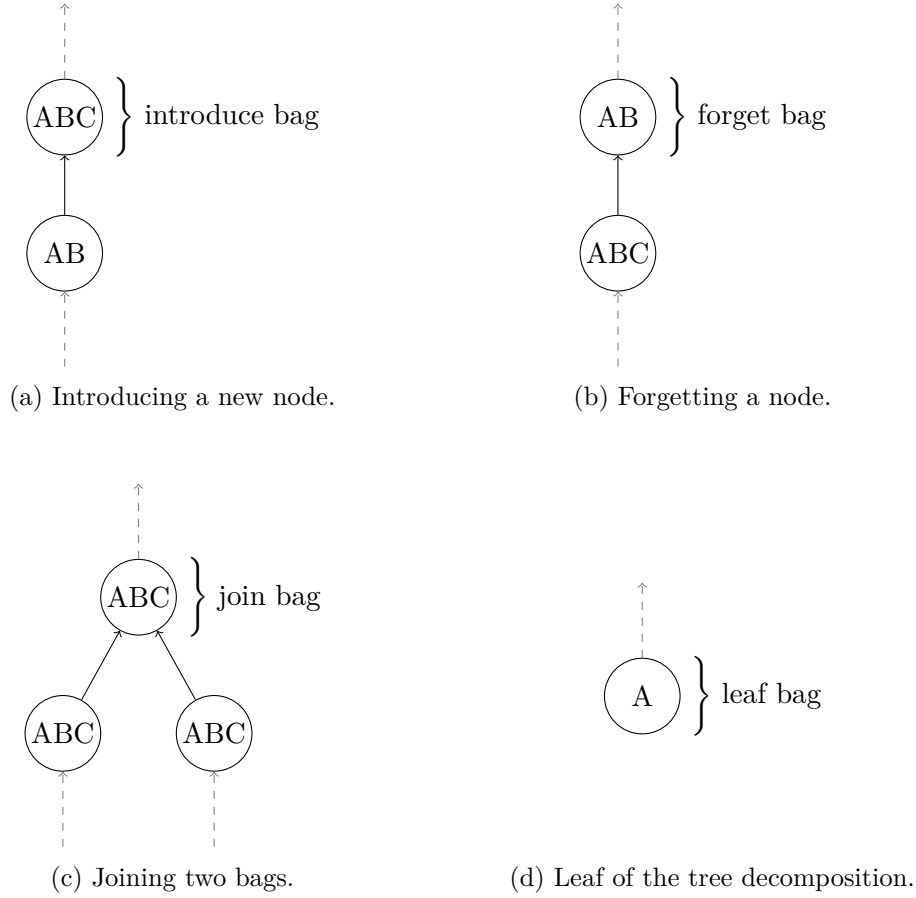 ABC
introduce bag
AB
(a) Introducing a new node.
AB
forget bag
ABC
(b) Forgetting a node.
ABC
join bag
ABC
ABC
(c) Joining two bags.
A
leaf bag
(d) Leaf of the tree decomposition.